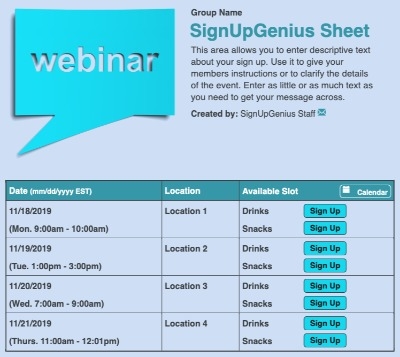 webinar
Group Name
SignUpGenius Sheet
This area allows you to enter descriptive text
about your sign up. Use it to give your
members instructions or to clarify the details
of the event. Enter as little or as much text as
you need to get your message across.
Created by: SignUpGenius Staff
Date (mm/dd/yyyy EST) Location Available Slot Calendar
11/18/2019 Location 1 Drinks Sign Up
(Mon. 9:00am - 10:00am) Snacks Sign Up
11/19/2019 Location 2 Drinks Sign Up
(Tue. 1:00pm - 3:00pm) Snacks Sign Up
11/20/2019 Location 3 Drinks Sign Up
(Wed. 7:00am - 9:00am) Snacks Sign Up
11/21/2019 Location 4 Drinks Sign Up
(Thurs. 11:00am - 12:01pm) Snacks Sign Up